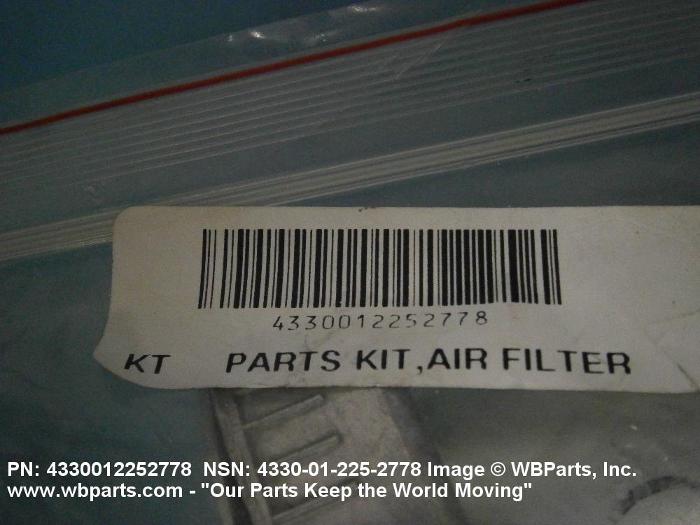 4330012252778
KT PARTS KIT,AIR FILTER
PN: 4330012252778 NSN: 4330-01-225-2778 Image © WBParts, Inc.
www.wbparts.com - "Our Parts Keep the World Moving"